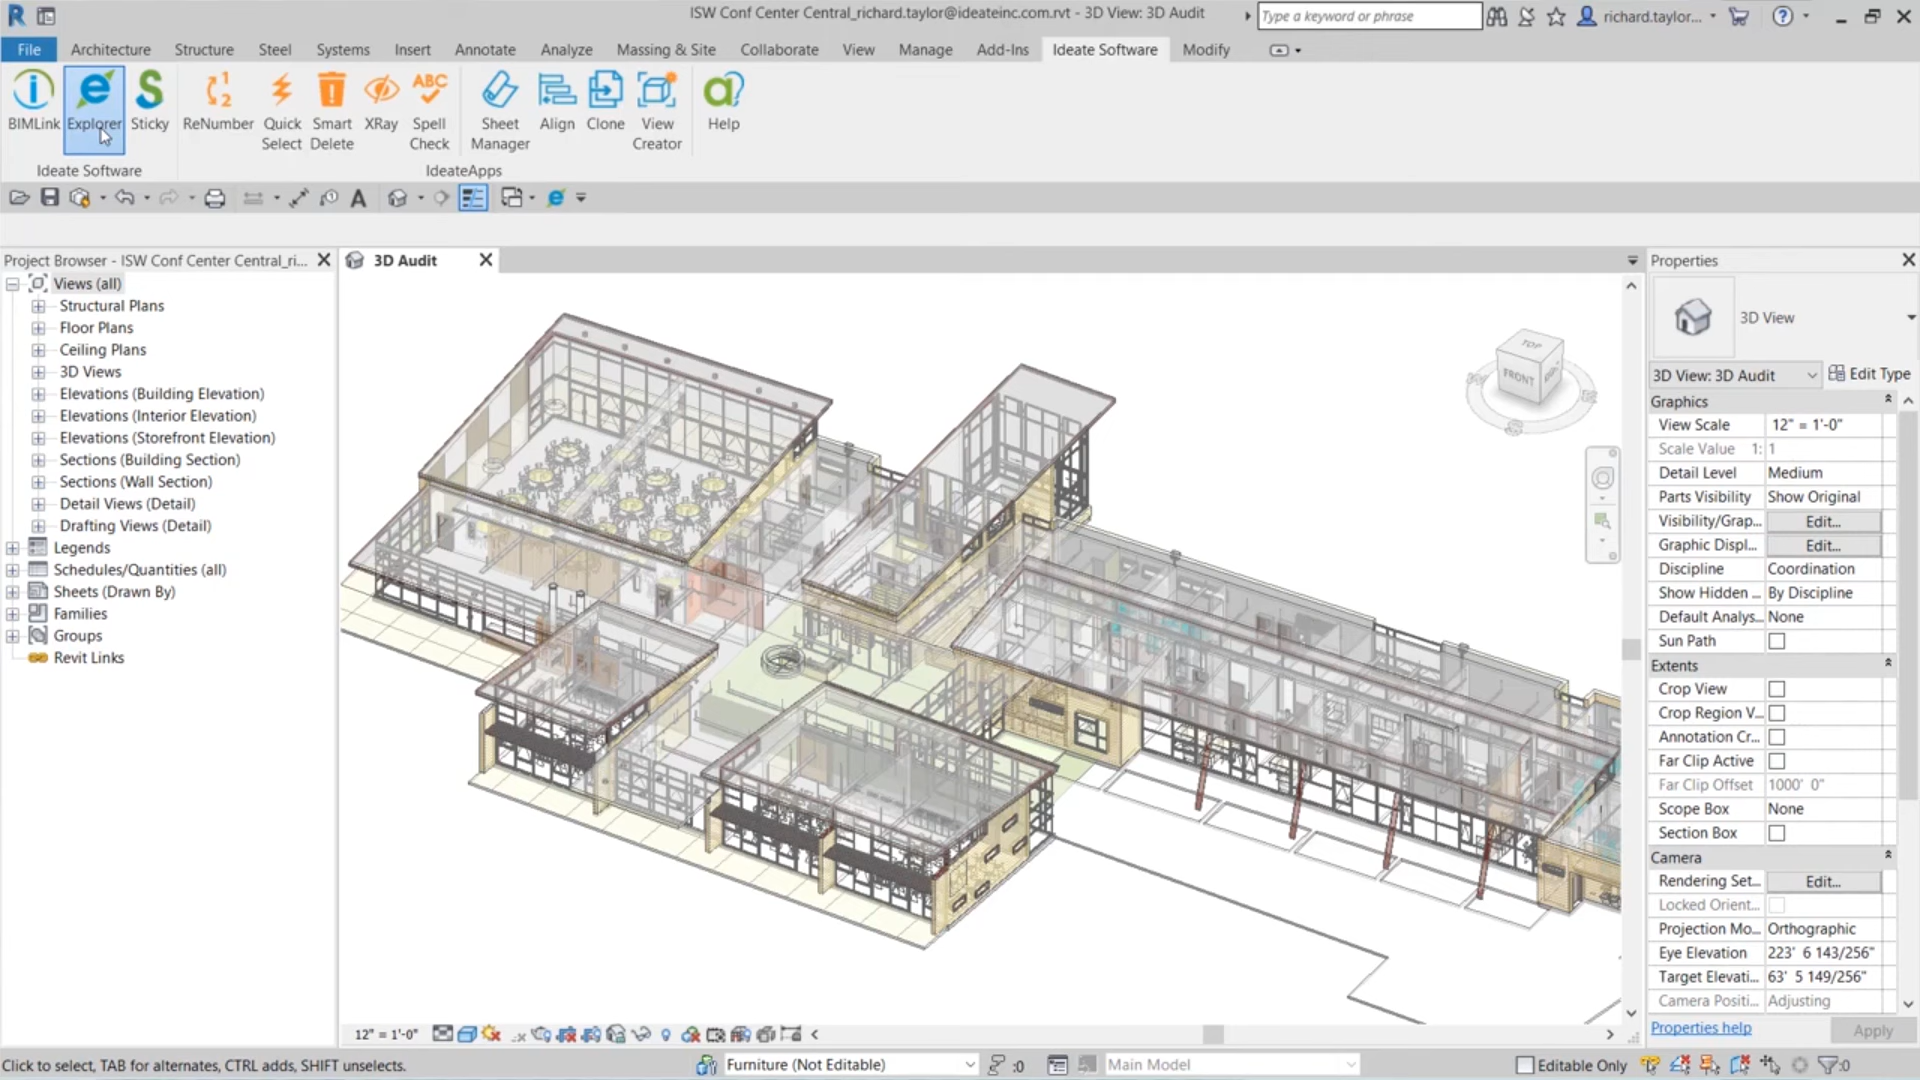 ISW Conf Center Central_richard.taylor@ideateinc.com.rvt - 3D View: 3D Audit
Type a keyword or phrase
richard.taylor...
File Architecture Structure Steel Systems Insert Annotate Analyze Massing & Site Collaborate View Manage Add-Ins Ideate Software Modify
BIMLink Explorer Sticky ReNumber Quick Select Smart Delete XRay Spell Check Sheet Manager Align Clone View Creator Help
Ideate Software IdeateApps
Project Browser - ISW Conf Center Central_ri...
Views (all)
Structural Plans
Floor Plans
Ceiling Plans
3D Views
Elevations (Building Elevation)
Elevations (Interior Elevation)
Elevations (Storefront Elevation)
Sections (Building Section)
Sections (Wall Section)
Detail Views (Detail)
Drafting Views (Detail)
Legends
Schedules/Quantities (all)
Sheets (Drawn By)
Families
Groups
Revit Links
3D Audit
TOP
FRONT
Properties
3D View
3D View: 3D Audit Edit Type
Graphics
View Scale 12" = 1'-0"
Scale Value 1: 1
Detail Level Medium
Parts Visibility Show Original
Visibility/Grap... Edit...
Graphic Displ... Edit...
Discipline Coordination
Show Hidden ... By Discipline
Default Analys... None
Sun Path
Extents
Crop View
Crop Region V...
Annotation Cr...
Far Clip Active
Far Clip Offset 1000' 0"
Scope Box None
Section Box
Camera
Rendering Set... Edit...
Locked Orient...
Projection Mo... Orthographic
Eye Elevation 223' 6 143/256"
Target Elevati... 63' 5 149/256"
Camera Positi... Adjusting
Properties help Apply
12" = 1'-0"
Click to select, TAB for alternates, CTRL adds, SHIFT unselects.
Furniture (Not Editable)
:0
Main Model
Editable Only
:0